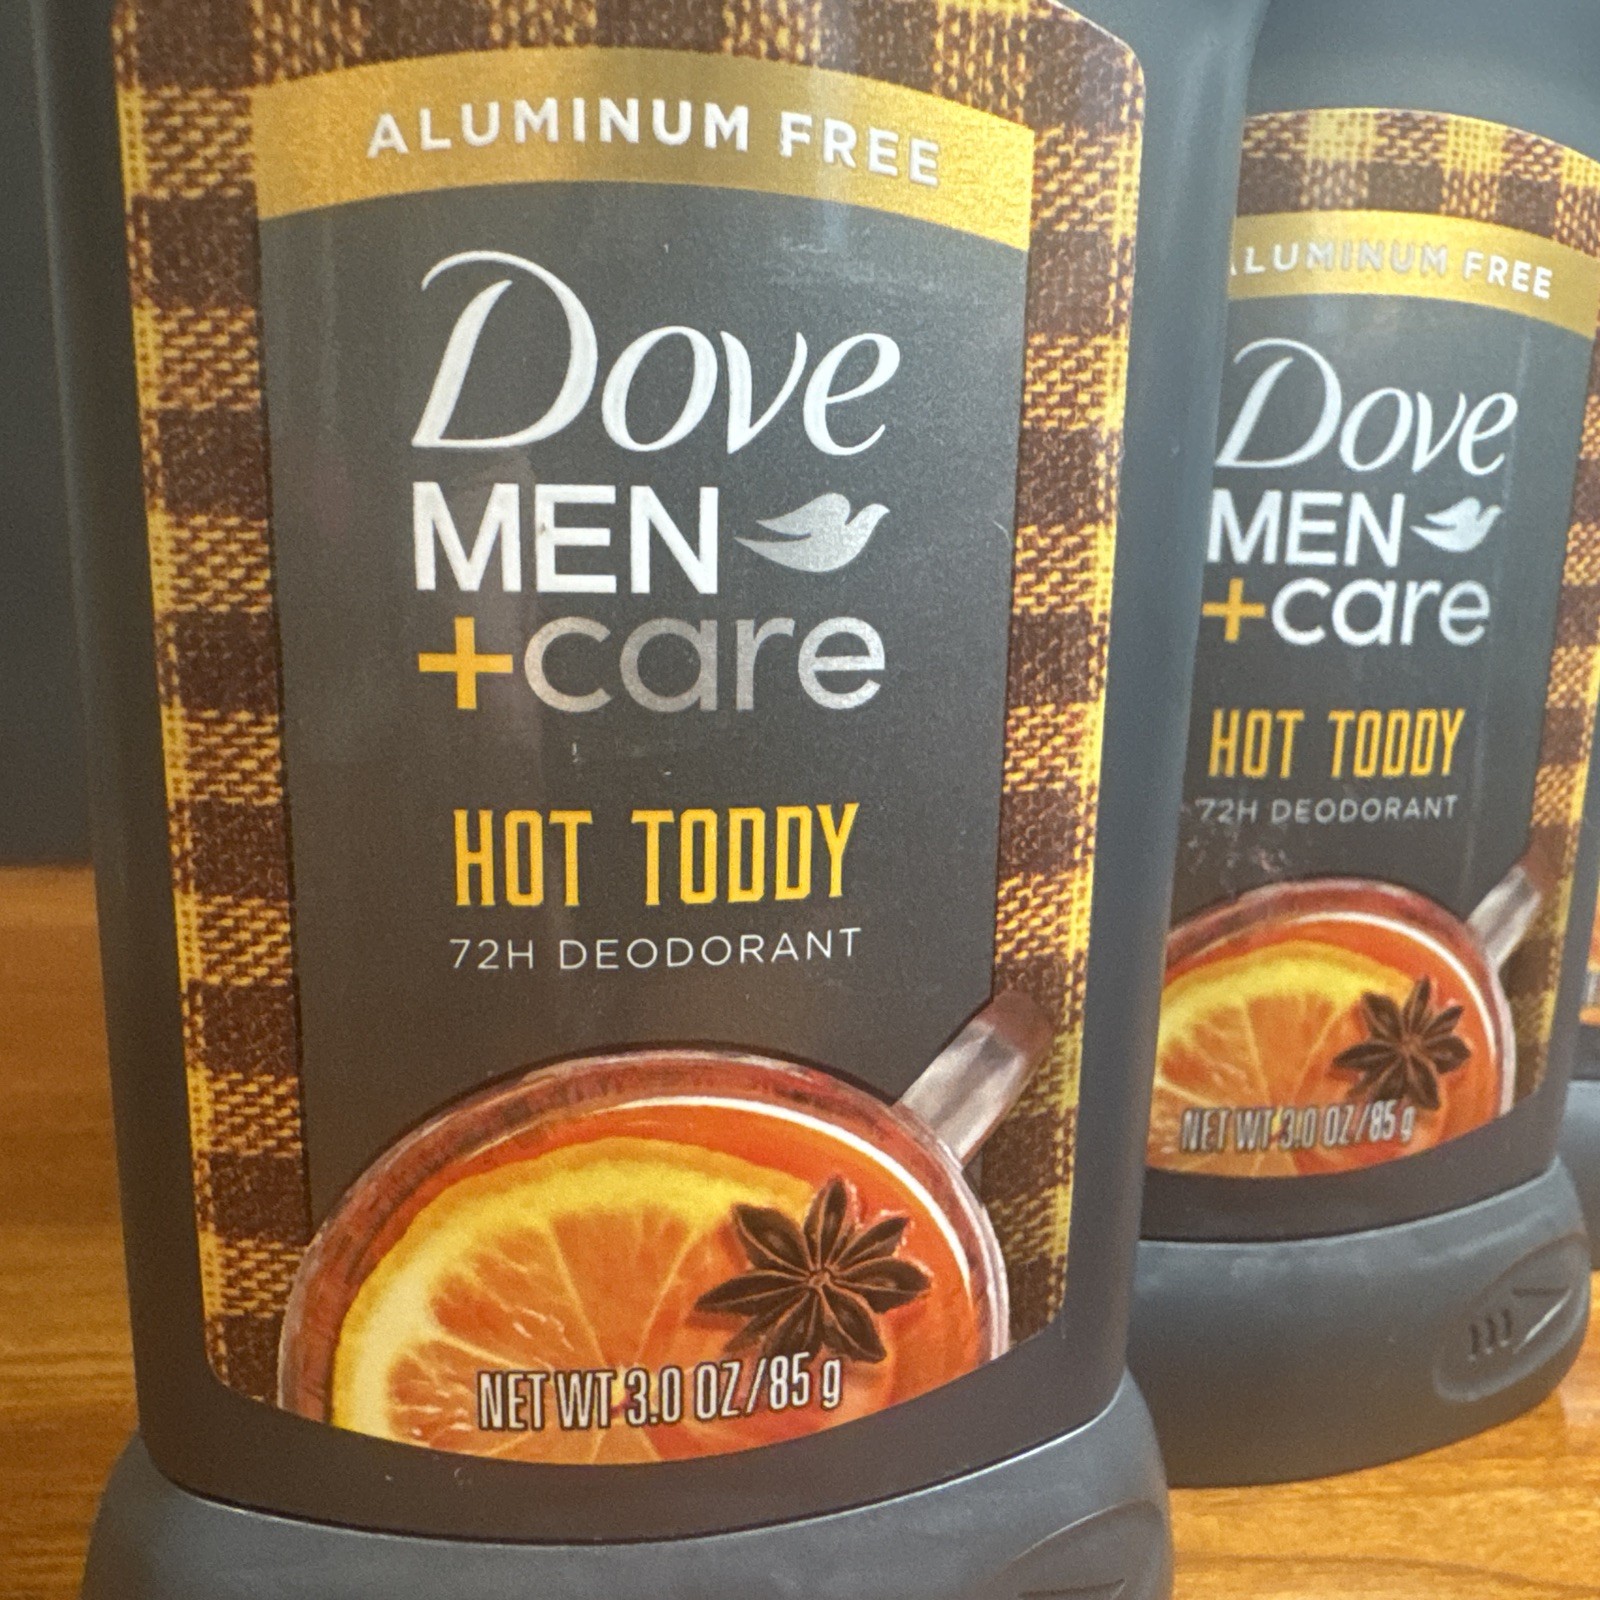 ALUMINUM FREE
Dove
MEN
+care
HOT TODDY
72H DEODORANT
NET WT 3.0 OZ/85 g
ALUMINUM FREE
Dove
MEN
+care
HOT TODDY
72H DEODORANT
NET WT 3.0 OZ/85 g